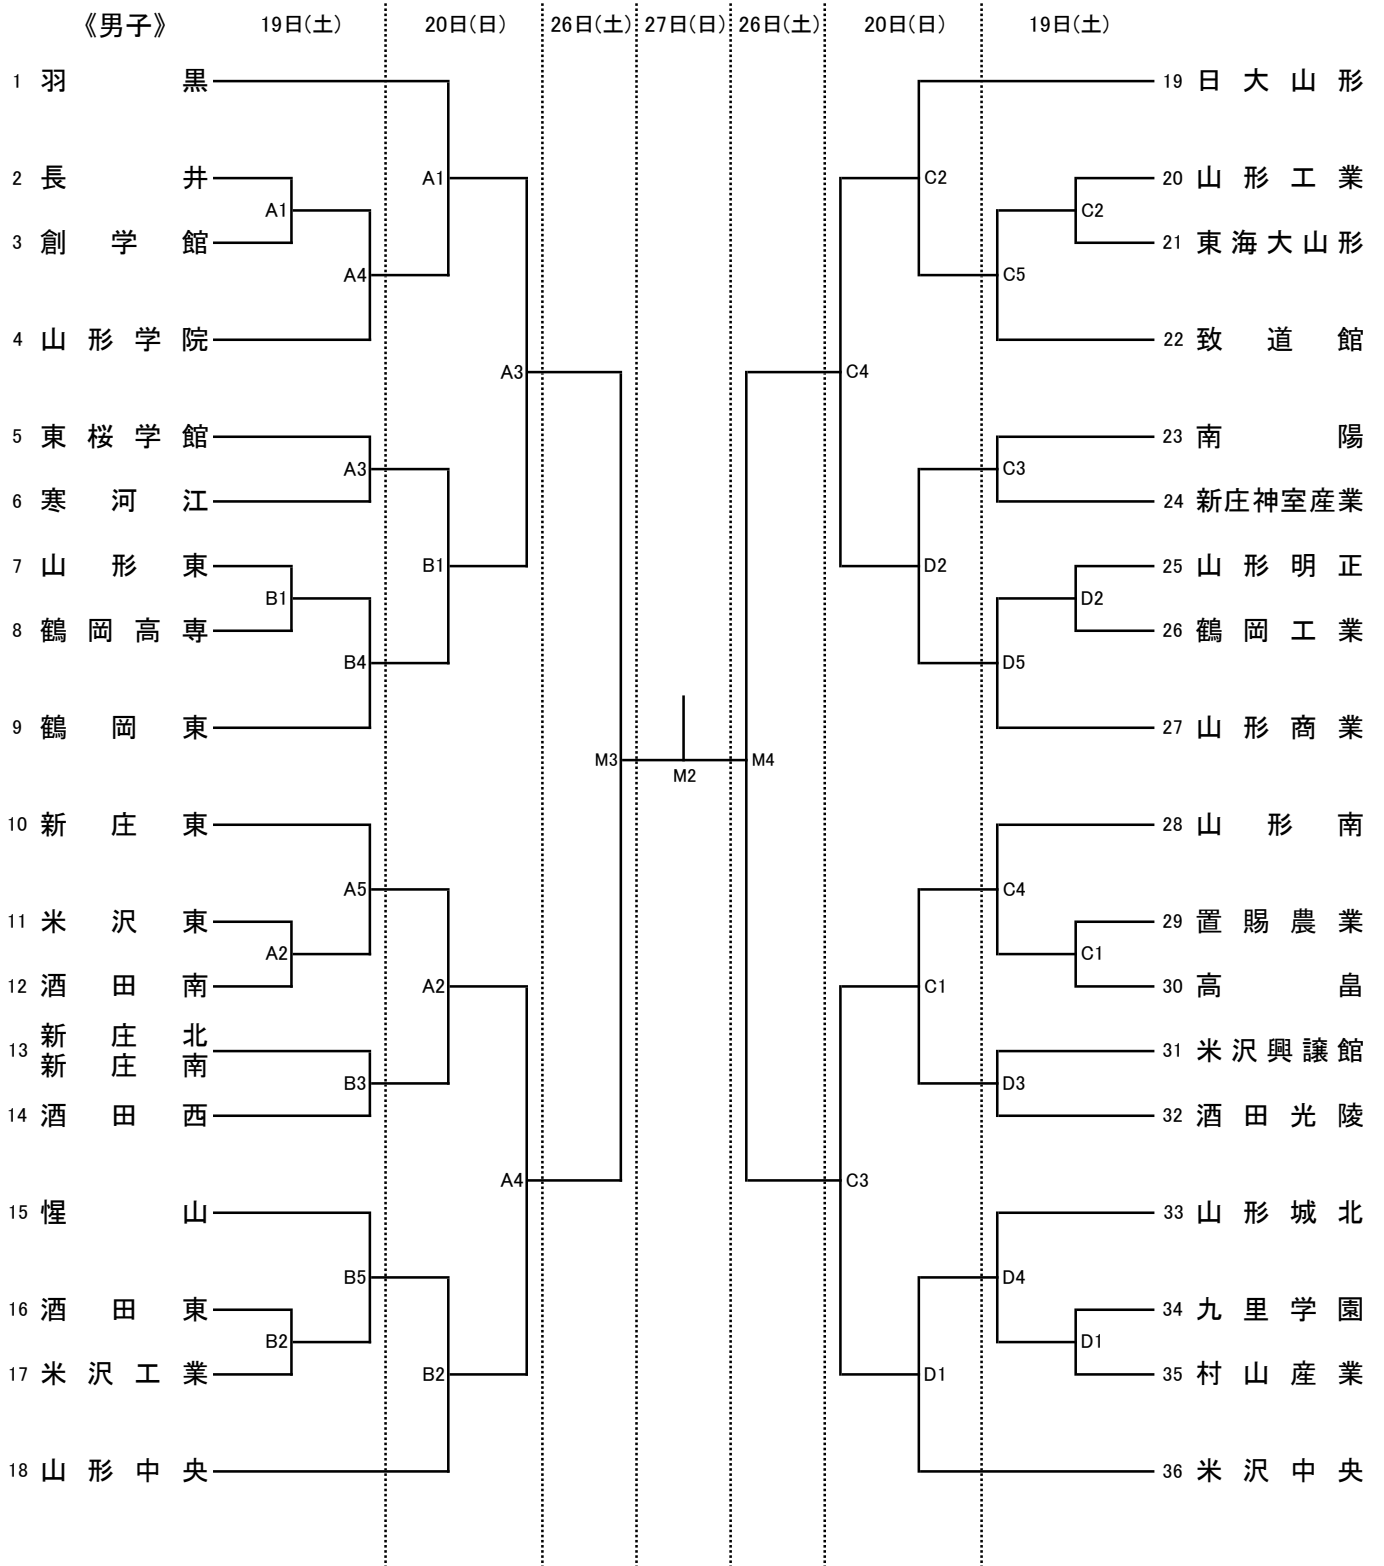 《男子》 19日(土) 20日(日) 26日(土) 27日(日) 26日(土) 20日(日) 19日(土)
1 羽黒
2 長井
3 創学館
4 山形学院
5 東桜学館
6 寒河江
7 山形東
8 鶴岡高専
9 鶴岡東
10 新庄東
11 米沢東
12 酒田南
13 新庄北
新庄南
14 酒田西
15 惺山
16 酒田東
17 米沢工業
18 山形中央
A1
A4
A3
B1
B4
A5
A2
B3
B5
B2
A1
B1
A2
B2
A3
A4
M3
M2
M4
C4
C3
C2
D2
C1
D1
C2
C5
C3
D2
D5
C4
C1
D3
D4
D1
19 日大山形
20 山形工業
21 東海大山形
22 致道館
23 南陽
24 新庄神室産業
25 山形明正
26 鶴岡工業
27 山形商業
28 山形南
29 置賜農業
30 高畠
31 米沢興譲館
32 酒田光陵
33 山形城北
34 九里学園
35 村山産業
36 米沢中央